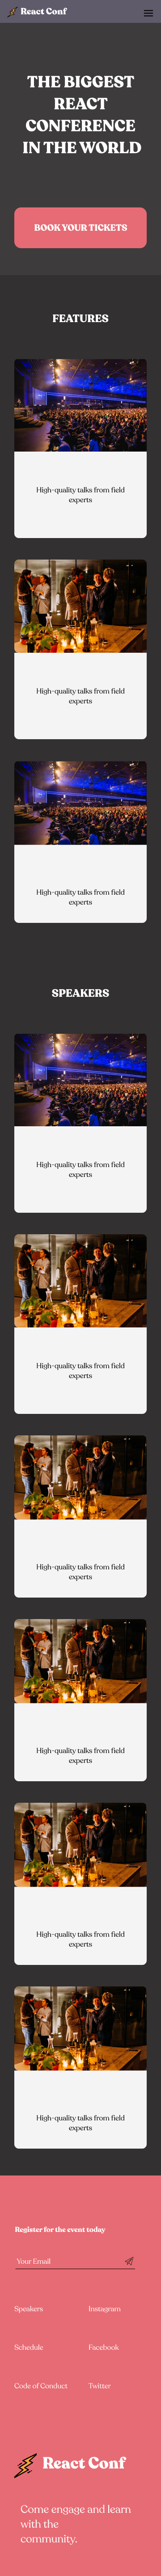 React Conf
THE BIGGEST
REACT
CONFERENCE
IN THE WORLD
BOOK YOUR TICKETS
FEATURES
High-quality talks from field
experts
High-quality talks from field
experts
High-quality talks from field
experts
SPEAKERS
High-quality talks from field
experts
High-quality talks from field
experts
High-quality talks from field
experts
High-quality talks from field
experts
High-quality talks from field
experts
High-quality talks from field
experts
Register for the event today
Your Email
Speakers
Instagram
Schedule
Facebook
Code of Conduct
Twitter
React Conf
Come engage and learn
with the
community.